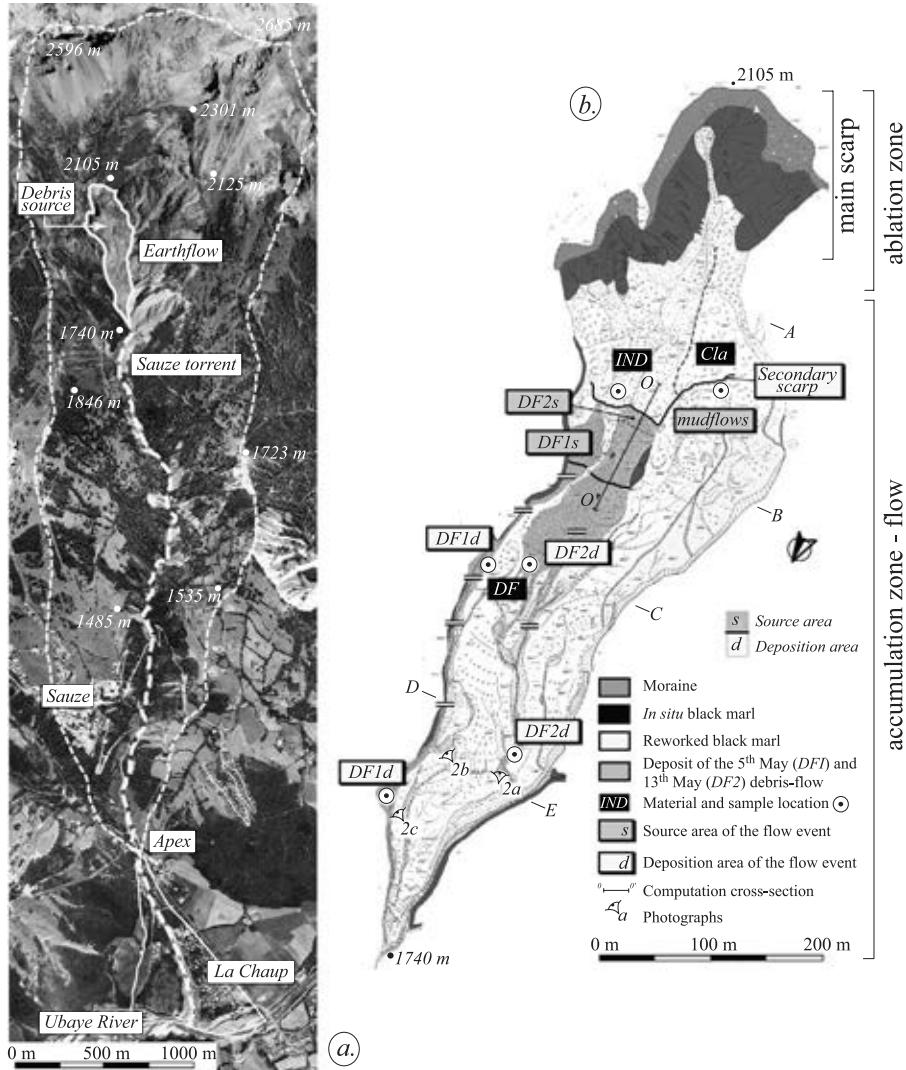 2685 m
2596 m
2301 m
2105 m
2125 m
Debris
source
Earthflow
1740 m
Sauze torrent
1846 m
1723 m
1535 m
1485 m
Sauze
Apex
La Chaup
Ubaye River
0 m 500 m 1000 m
a.
b.
2105 m
main scarp
ablation zone
A
IND
Cla
O
Secondary
scarp
DF2s
mudflows
DF1s
O'
B
DF1d
DF2d
DF
C
accumulation zone - flow
D
DF2d
2b
2a
DF1d
E
2c
1740 m
s Source area
d Deposition area
Moraine
In situ black marl
Reworked black marl
Deposit of the 5th May (DF1) and
13th May (DF2) debris-flow
IND Material and sample location
s Source area of the flow event
d Deposition area of the flow event
0 0' Computation cross-section
a Photographs
0 m 100 m 200 m